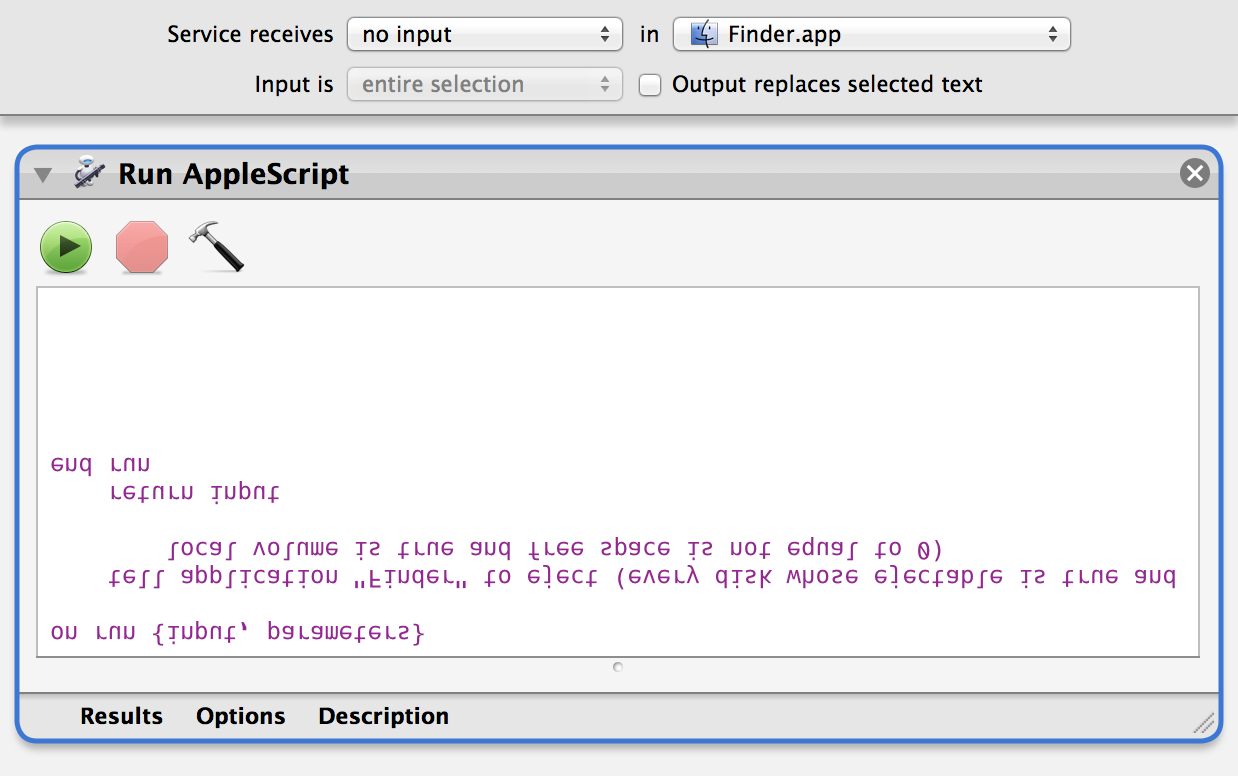 Service receives no input in Finder.app
Input is entire selection Output replaces selected text
Run AppleScript
on run {input, parameters}
tell application "Finder" to eject (every disk whose ejectable is true and
local volume is true and free space is not equal to 0)
return input
end run
Results Options Description